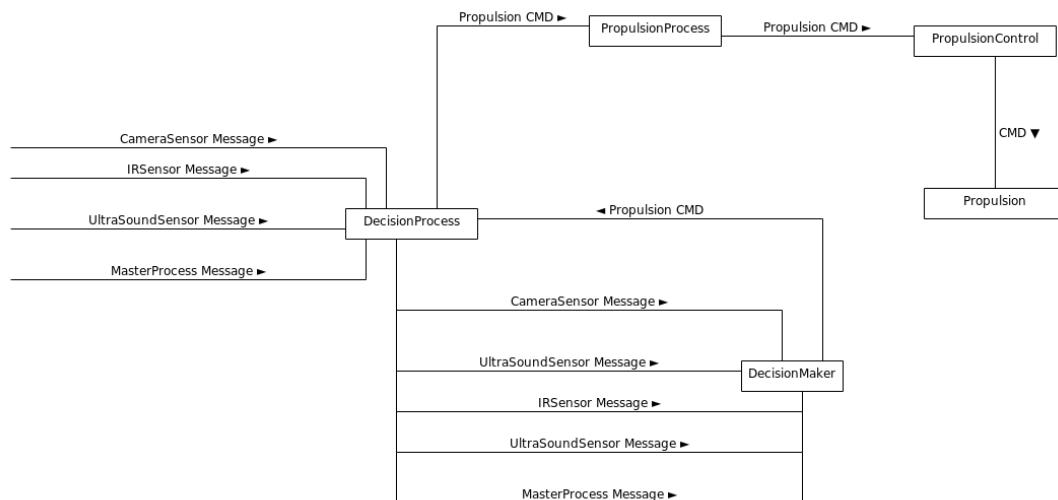 Propulsion CMD ►
PropulsionProcess
Propulsion CMD ►
PropulsionControl
CMD ▼
CameraSensor Message ►
IRSensor Message ►
UltraSoundSensor Message ►
DecisionProcess
◄ Propulsion CMD
Propulsion
MasterProcess Message ►
CameraSensor Message ►
UltraSoundSensor Message ►
DecisionMaker
IRSensor Message ►
UltraSoundSensor Message ►
MasterProcess Message ►